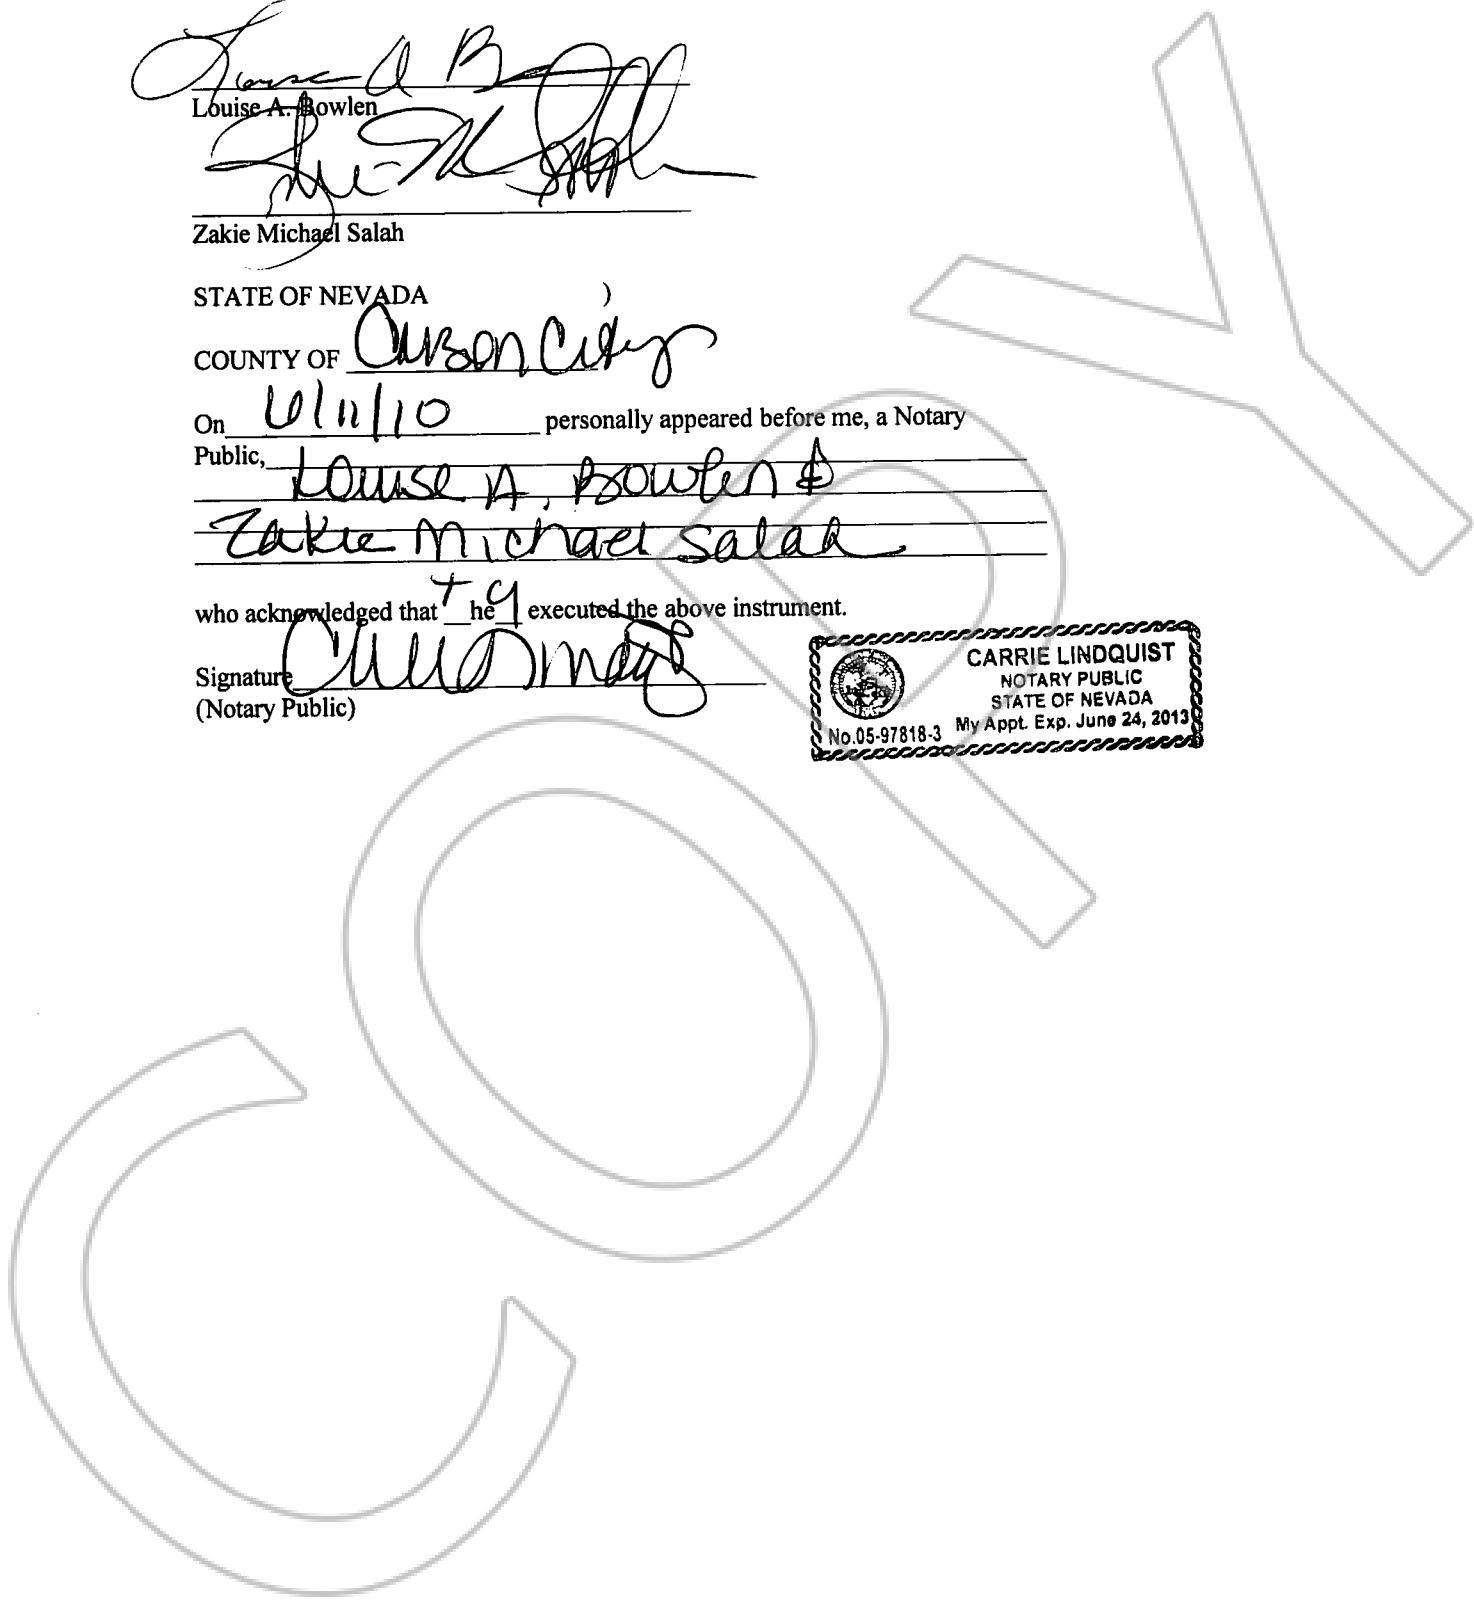 Louise A B
Louise A. Bowlen
Zakie Michael Salah
STATE OF NEVADA )
COUNTY OF Carson City
On 6/11/10 personally appeared before me, a Notary
Public,
Louise A. Bowlen &
Zakie Michael Salah
who acknowledged that they executed the above instrument.
Signature
(Notary Public)
CARRIE LINDQUIST
NOTARY PUBLIC
STATE OF NEVADA
No.05-97818-3 My Appt. Exp. June 24, 2013
COPY